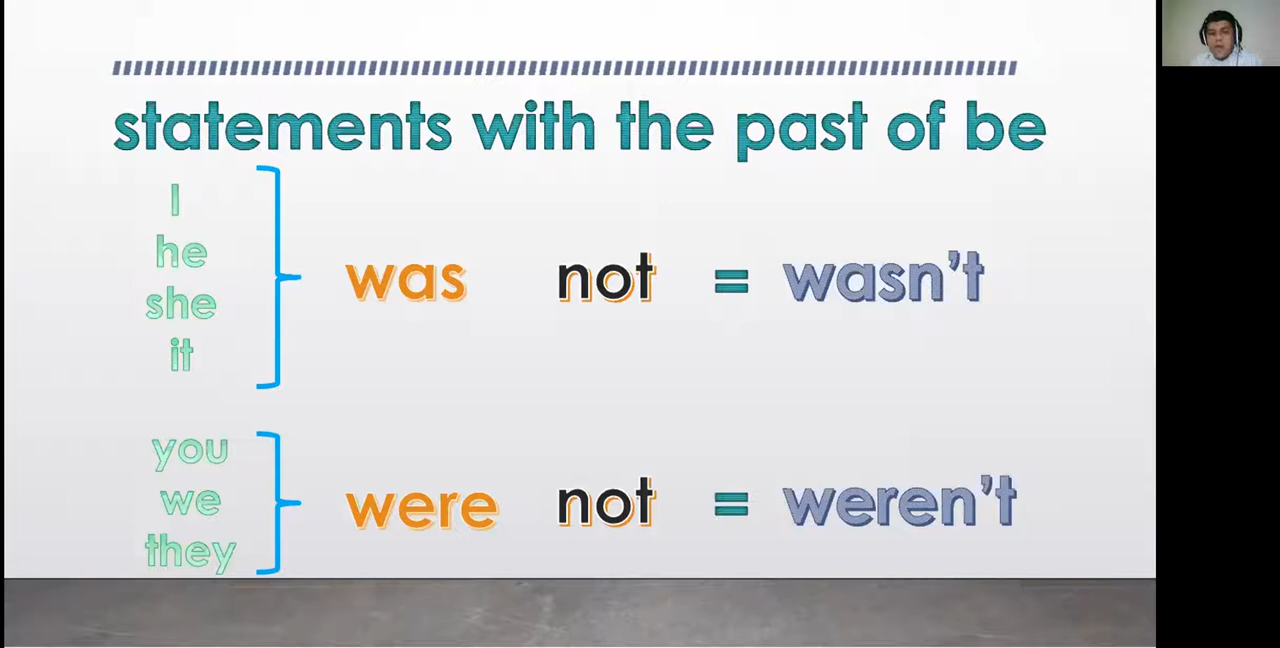 statements with the past of be
I
he
she
it
was not = wasn't
you
we
they
were not = weren't